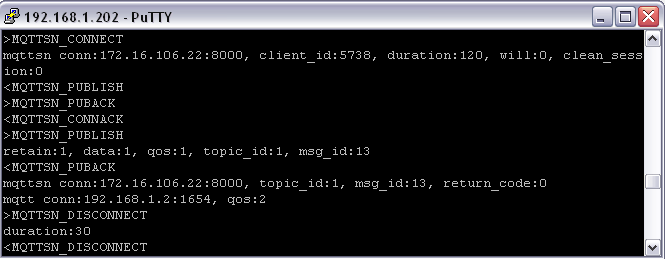 192.168.1.202 - PuTTY
>MQTTSN_CONNECT
mqttsn conn:172.16.106.22:8000, client_id:5738, duration:120, will:0, clean_sess
ion:0
<MQTTSN_PUBLISH
>MQTTSN_PUBACK
<MQTTSN_CONNACK
>MQTTSN_PUBLISH
retain:1, data:1, qos:1, topic_id:1, msg_id:13
<MQTTSN_PUBACK
mqttsn conn:172.16.106.22:8000, topic_id:1, msg_id:13, return_code:0
mqtt conn:192.168.1.2:1654, qos:2
>MQTTSN_DISCONNECT
duration:30
<MQTTSN_DISCONNECT